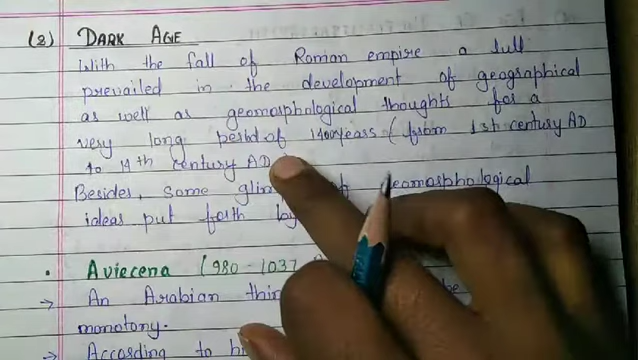 (2) DARK AGE
With the fall of Roman empire a lull
prevailed in the development of geographical
as well as geomorphological thoughts for a
very long period of 1400years (from 1st century AD
to 14th century AD
Besides, some geomorphological
ideas put forth by
• Aviecena (980 - 1037
→ An Arabian
monotony.
→ According to